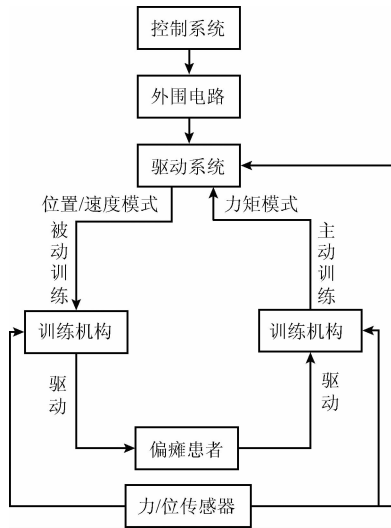 控制系统
外围电路
驱动系统
位置/速度模式
力矩模式
被动训练
主动训练
训练机构
训练机构
驱动
驱动
偏瘫患者
力/位传感器